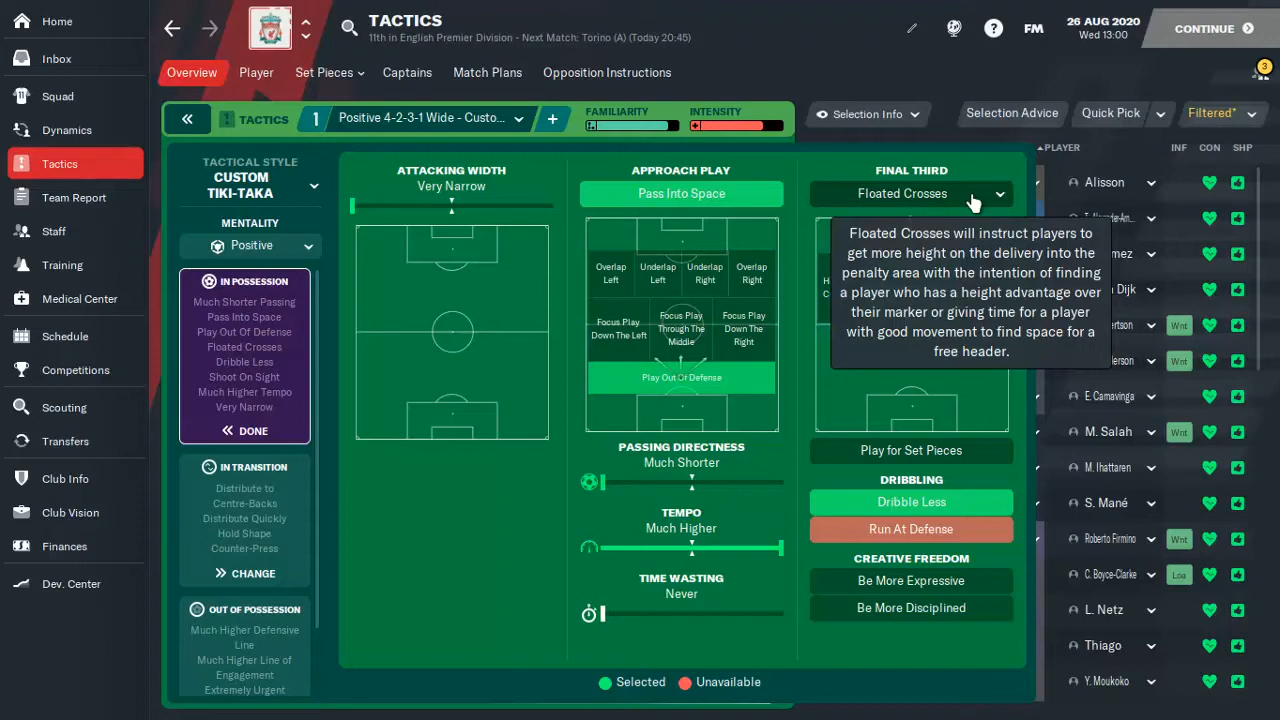 Home
Inbox
Squad
Dynamics
Tactics
Team Report
Staff
Training
Medical Center
Schedule
Competitions
Scouting
Transfers
Club Info
Club Vision
Finances
Dev. Center
TACTICS
11th in English Premier Division - Next Match: Torino (A) (Today 20:45)
?
FM
26 AUG 2020
Wed 13:00
CONTINUE
Overview
Player
Set Pieces
Captains
Match Plans
Opposition Instructions
3
TACTICS
1
Positive 4-2-3-1 Wide - Custo...
FAMILIARITY
INTENSITY
Selection Info
Selection Advice
Quick Pick
Filtered*
TACTICAL STYLE
CUSTOM
TIKI-TAKA
MENTALITY
Positive
IN POSSESSION
Much Shorter Passing
Pass Into Space
Play Out Of Defense
Floated Crosses
Dribble Less
Shoot On Sight
Much Higher Tempo
Very Narrow
DONE
IN TRANSITION
Distribute to
Centre-Backs
Distribute Quickly
Hold Shape
Counter-Press
CHANGE
OUT OF POSSESSION
Much Higher Defensive
Line
Much Higher Line of
Engagement
Extremely Urgent
ATTACKING WIDTH
Very Narrow
APPROACH PLAY
Pass Into Space
Overlap Left
Underlap Left
Underlap Right
Overlap Right
Focus Play Down The Left
Focus Play Through The Middle
Focus Play Down The Right
Play Out Of Defense
PASSING DIRECTNESS
Much Shorter
TEMPO
Much Higher
TIME WASTING
Never
FINAL THIRD
Floated Crosses
Floated Crosses will instruct players to
get more height on the delivery into the
penalty area with the intention of finding
a player who has a height advantage over
their marker or giving time for a player
with good movement to find space for a
free header.
Play for Set Pieces
DRIBBLING
Dribble Less
Run At Defense
CREATIVE FREEDOM
Be More Expressive
Be More Disciplined
Selected
Unavailable
PLAYER INF CON SHP
Alisson
Dijk
Wnt
Wnt
E. Camavinga
M. Salah Wnt
M. Ihattaren
S. Mané
Roberto Firmino Wnt
C. Boyce-Clarke Loa
L. Netz
Thiago
Y. Moukoko